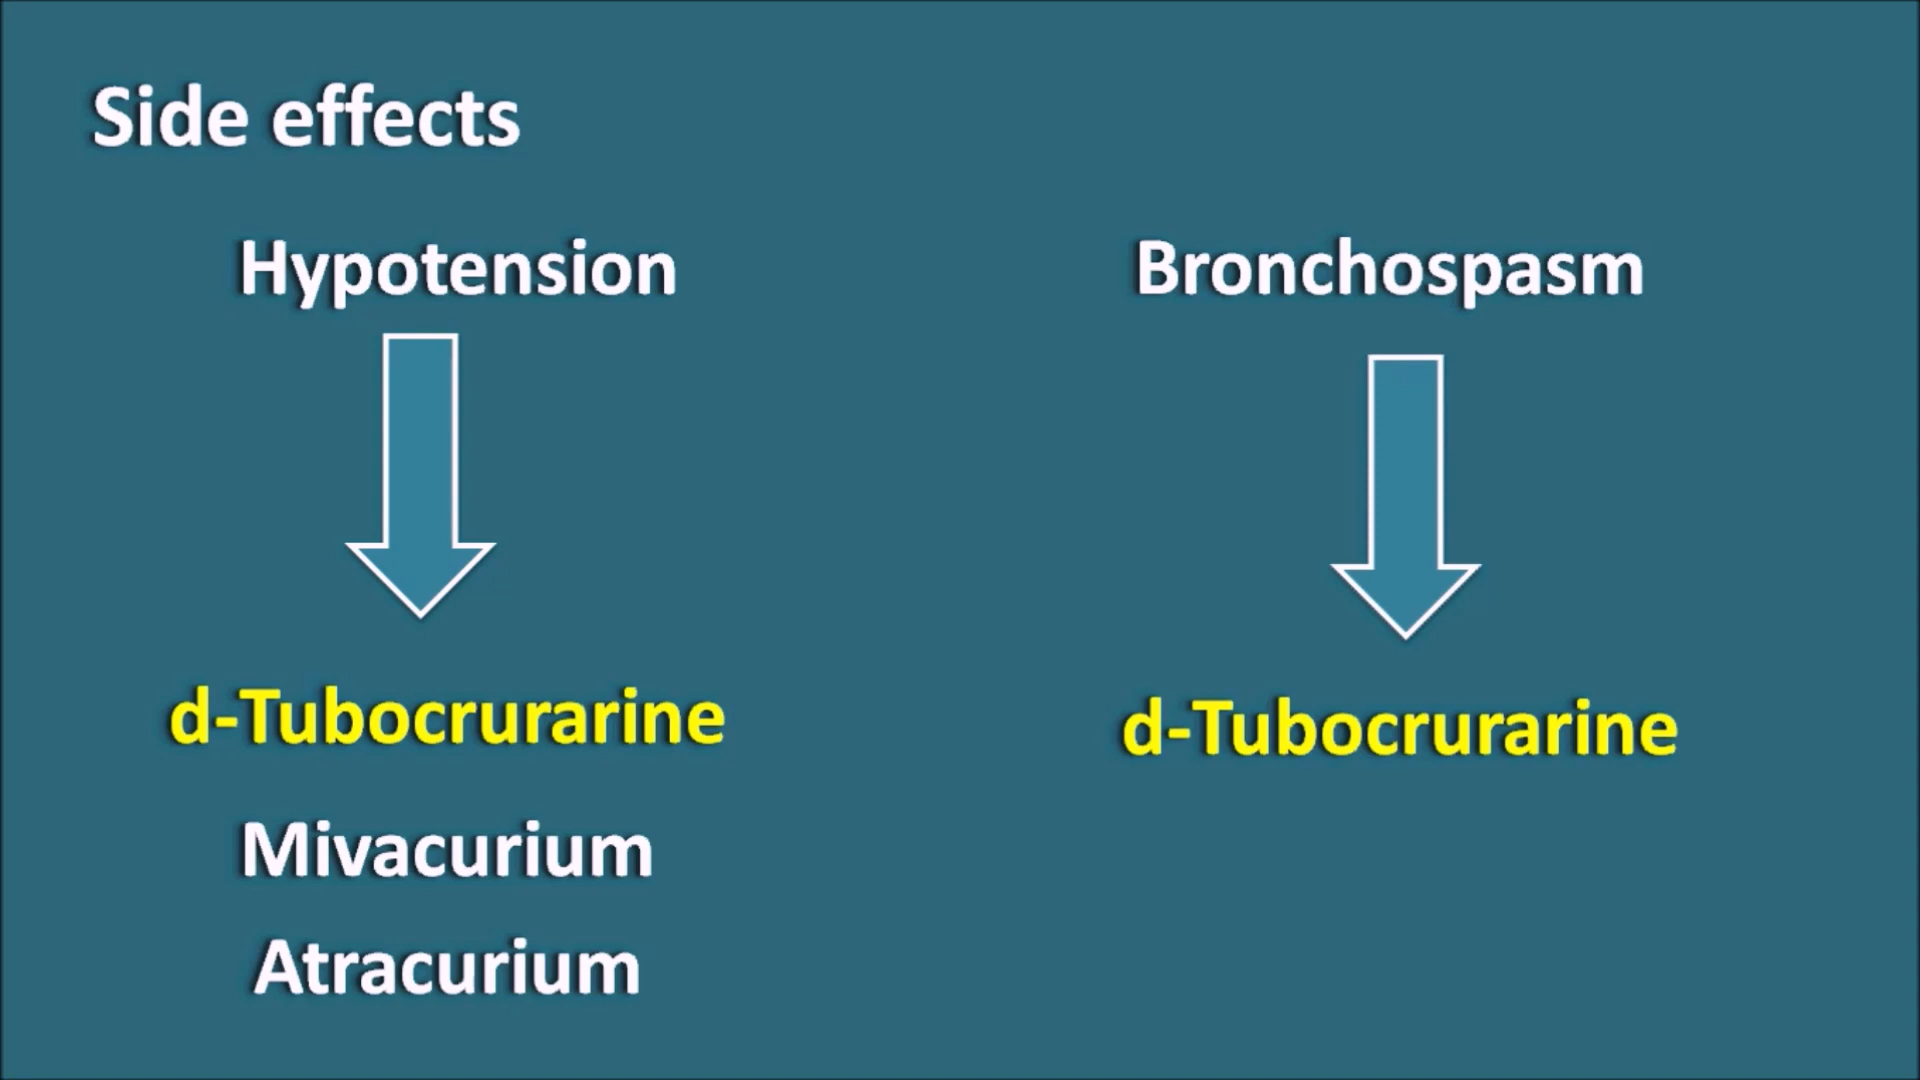 Side effects
Hypotension
Bronchospasm
d-Tubocrurarine
d-Tubocrurarine
Mivacurium
Atracurium